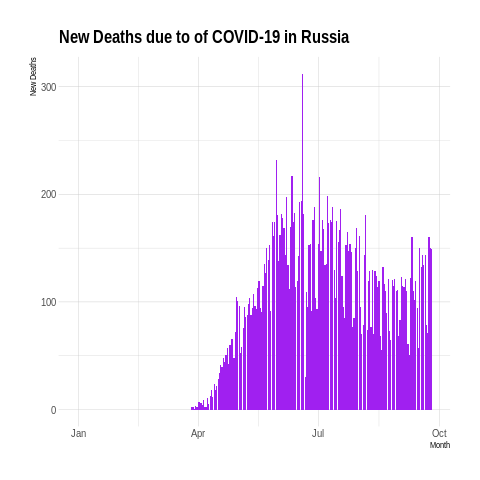 New Deaths due to of COVID-19 in Russia
New Deaths
300
200
100
0
Jan Apr Jul Oct
Month